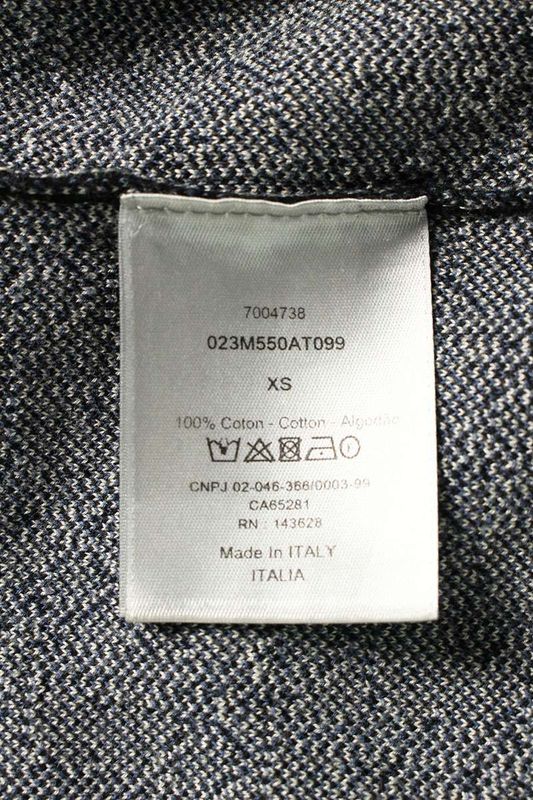 7004738
023M550AT099
XS
100% Coton - Cotton - Algodão
CNPJ 02-046-366/0003-99
CA65281
RN : 143628
Made In ITALY
ITALIA